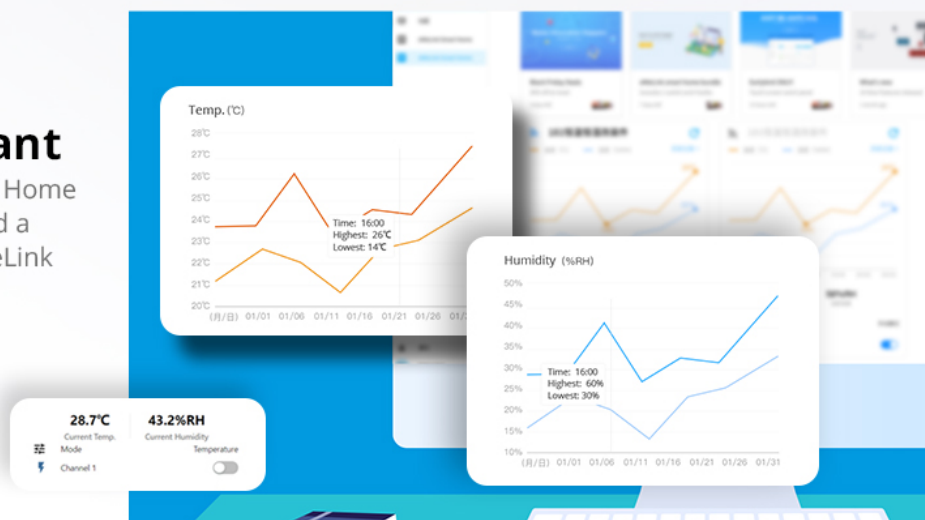 ant
Home
d a
eLink
Temp. (℃)
28℃
27℃
26℃
25℃
24℃
23℃
22℃
21℃
20℃
(月/日) 01/01 01/06 01/11 01/16 01/21 01/26 01/
Time: 16:00
Highest: 26℃
Lowest: 14℃
Humidity (%RH)
50%
45%
40%
35%
30%
25%
20%
15%
10%
(月/日) 01/01 01/06 01/11 01/16 01/21 01/26 01/31
Time: 16:00
Highest: 60%
Lowest: 30%
28.7℃ 43.2%RH
Current Temp. Current Humidity
Mode Temperature
Channel 1